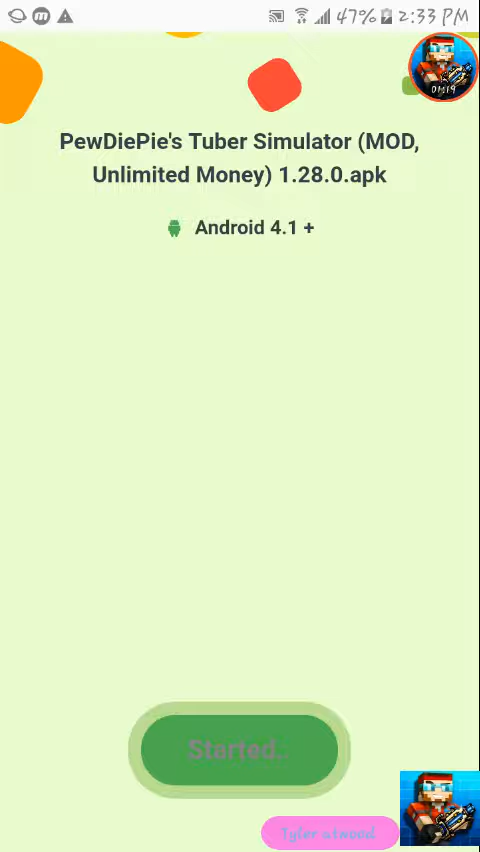 47% 2:33 PM
01:19
PewDiePie's Tuber Simulator (MOD,
Unlimited Money) 1.28.0.apk
Android 4.1 +
Started..
Tyler atwood